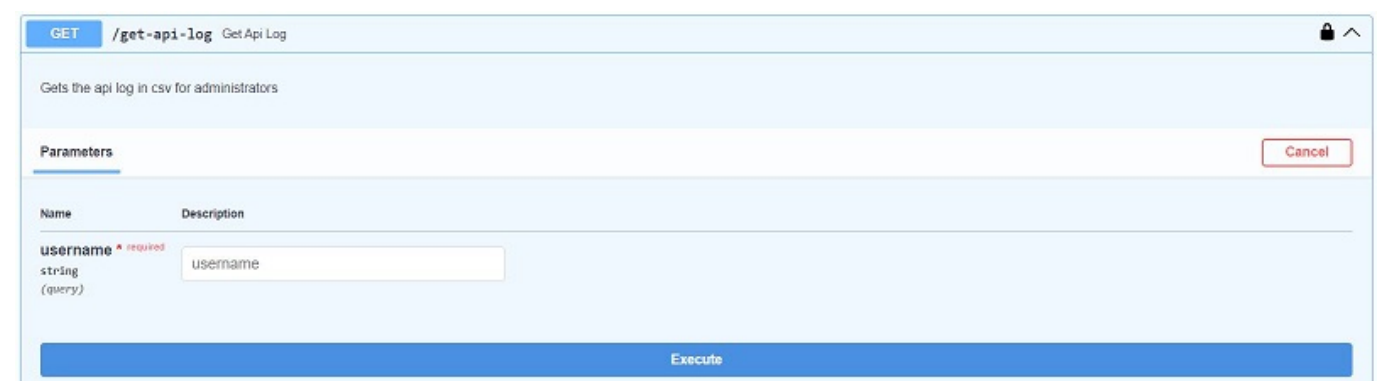 GET /get-api-log Get Api Log
Gets the api log in csv for administrators
Parameters
Cancel
Name Description
username * required
string
(query)
username
Execute